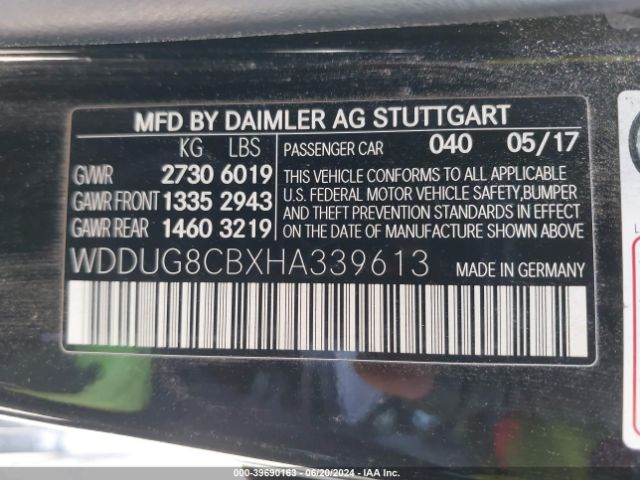 MFD BY DAIMLER AG STUTTGART
KG LBS PASSENGER CAR 040 05/17
GVWR 2730 6019 THIS VEHICLE CONFORMS TO ALL APPLICABLE
GAWR FRONT 1335 2943 U.S. FEDERAL MOTOR VEHICLE SAFETY,BUMPER
AND THEFT PREVENTION STANDARDS IN EFFECT
GAWR REAR 1460 3219 ON THE DATE OF MANUFACTURE SHOWN ABOVE.
WDDUG8CBXHA339613 MADE IN GERMANY
000-39690163 - 06/20/2024 - IAAI.COM